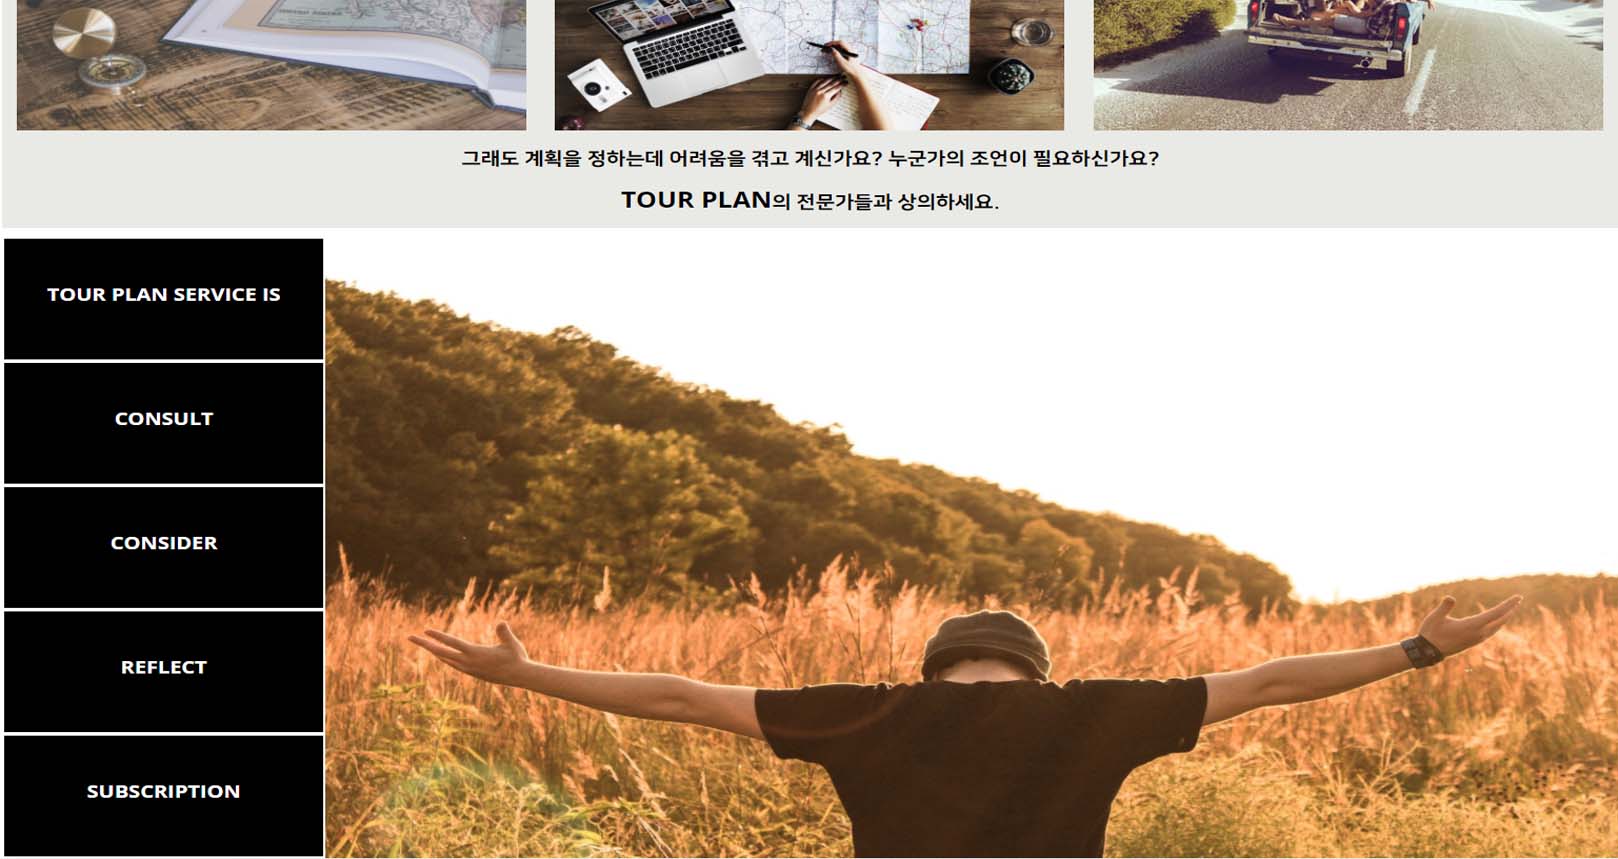 그래도 계획을 정하는데 어려움을 겪고 계신가요? 누군가의 조언이 필요하신가요?
TOUR PLAN의 전문가들과 상의하세요.
TOUR PLAN SERVICE IS
CONSULT
CONSIDER
REFLECT
SUBSCRIPTION